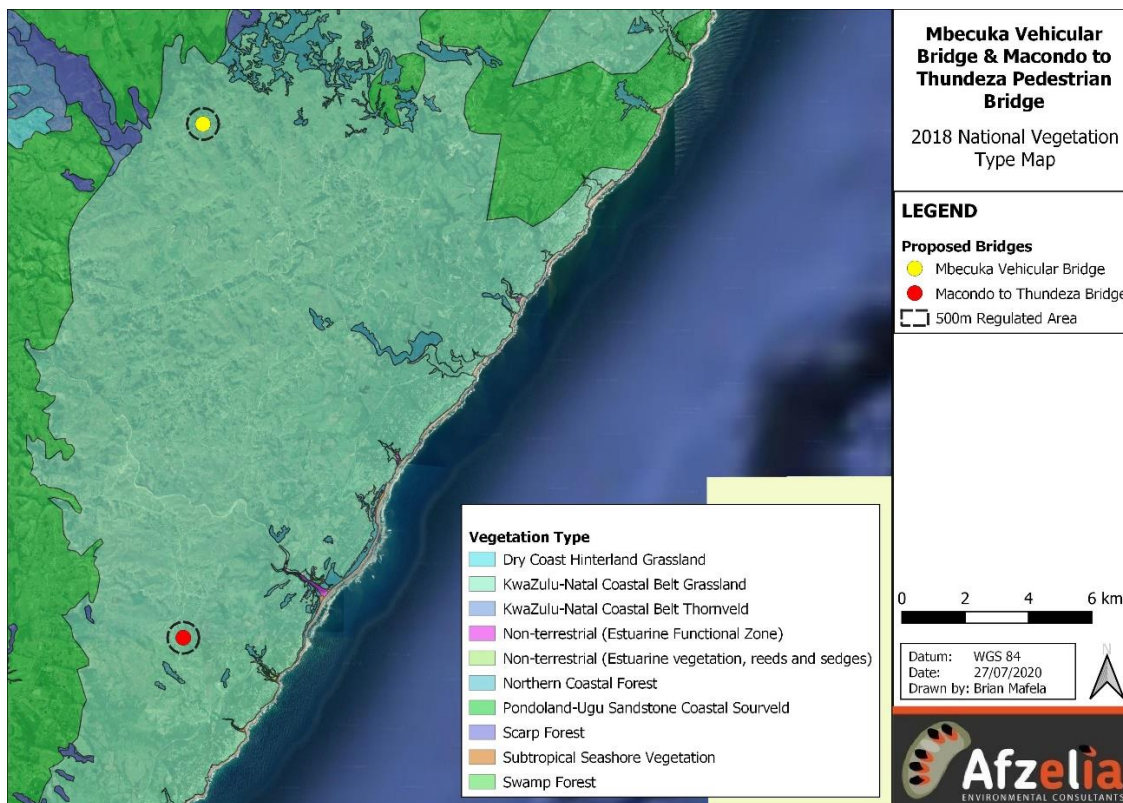 Mbecuka Vehicular
Bridge & Macondo to
Thundeza Pedestrian
Bridge
2018 National Vegetation
Type Map
LEGEND
Proposed Bridges
Mbecuka Vehicular Bridge
Macondo to Thundeza Bridge
500m Regulated Area
Vegetation Type
Dry Coast Hinterland Grassland
KwaZulu-Natal Coastal Belt Grassland
KwaZulu-Natal Coastal Belt Thornveld
Non-terrestrial (Estuarine Functional Zone)
Non-terrestrial (Estuarine vegetation, reeds and sedges)
Northern Coastal Forest
Pondoland-Ugu Sandstone Coastal Sourveld
Scarp Forest
Subtropical Seashore Vegetation
Swamp Forest
0 2 4 6 km
Datum: WGS 84
Date: 27/07/2020
Drawn by: Brian Mafela
N
Afzelia
ENVIRONMENTAL CONSULTANTS